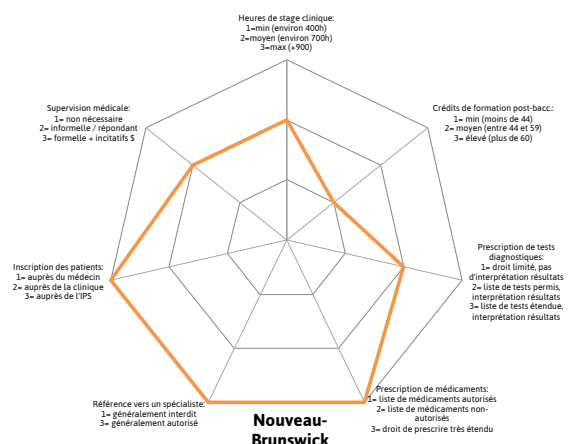 Heures de stage clinique:
1=min (environ 400h)
2=moyen (environ 700h)
3=max (+900)
Crédits de formation post-bacc.:
1= min (moins de 44)
2= moyen (entre 44 et 59)
3= élevé (plus de 60)
Supervision médicale:
1= non nécessaire
2= informelle / répondant
3= formelle + incitatifs $
Prescription de tests
diagnostiques:
1= droit limité, pas
d'interprétation résultats
2= liste de tests permis,
interprétation résultats
3= liste de tests étendue,
interprétation résultats
Inscription des patients:
1= auprès du médecin
2= auprès de la clinique
3= auprès de l'IPS
Prescription de médicaments:
1= liste de médicaments autorisés
2= liste de médicaments non-
autorisés
3= droit de prescrire très étendu
Référence vers un spécialiste:
1= généralement interdit
3= généralement autorisé
Nouveau-
Brunswick